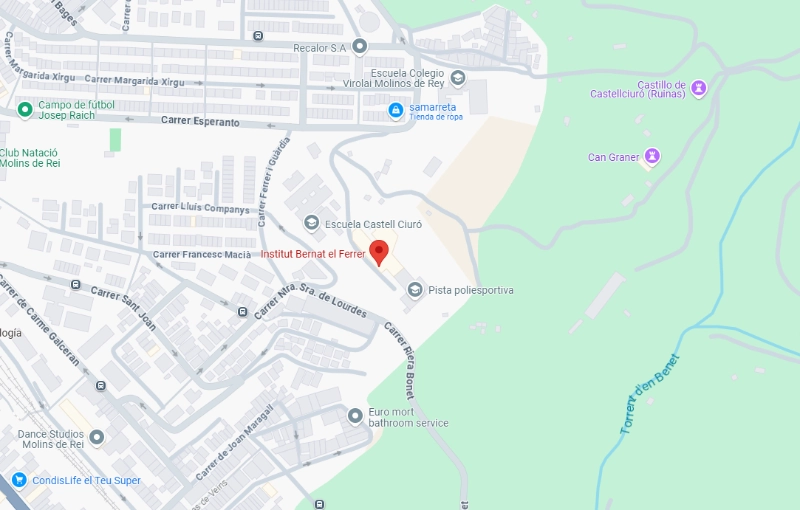 Bages
Carrer
Recalor S.A
Carrer Margarida Xirgu
Carrer Margarida Xirgu
Escuela Colegio
Virolai Molinos de Rey
Castillo de
Castellciuró (Ruinas)
Campo de fútbol
Josep Raich
samarreta
Tienda de ropa
Carrer Esperanto
Club Natació
Molins de Rei
Can Graner
Carrer Ferrer i Guàrdia
Carrer Lluís Companys
Escuela Castell Ciuró
Carrer Francesc Macià
Institut Bernat el Ferrer
Pista poliesportiva
Carrer Ntra. Sra. de Lourdes
Carrer Sant Joan
ología
Carrer de Carme Galceran
Carrer Riera Bonet
Torrent d'en Benet
Euro mort
bathroom service
Carrer de Joan Maragall
Dance Studios
Molins de Rei
CondisLife el Teu Super